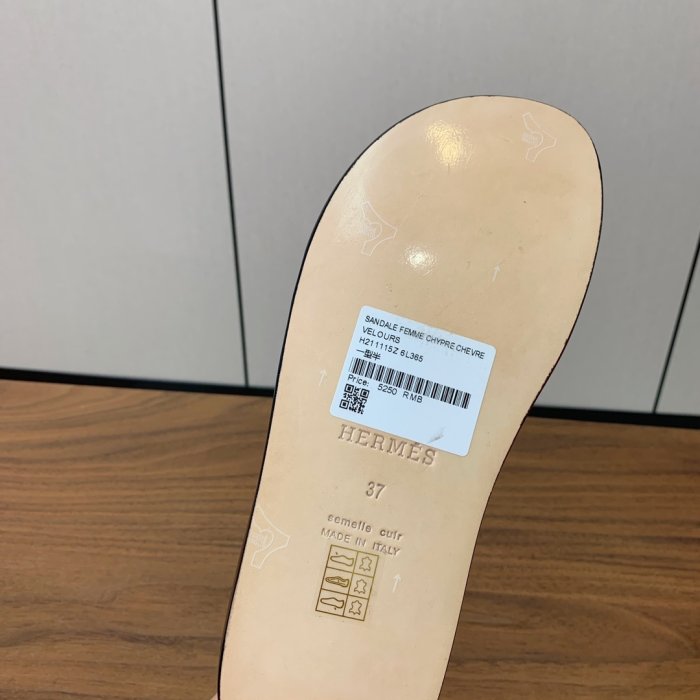 SANDALE FEMME CHYPRE CHEVRE
VELOURS
H211115Z 6L365
Price: 5250 RMB
HERMÈS
37
semelle cuir
MADE IN ITALY